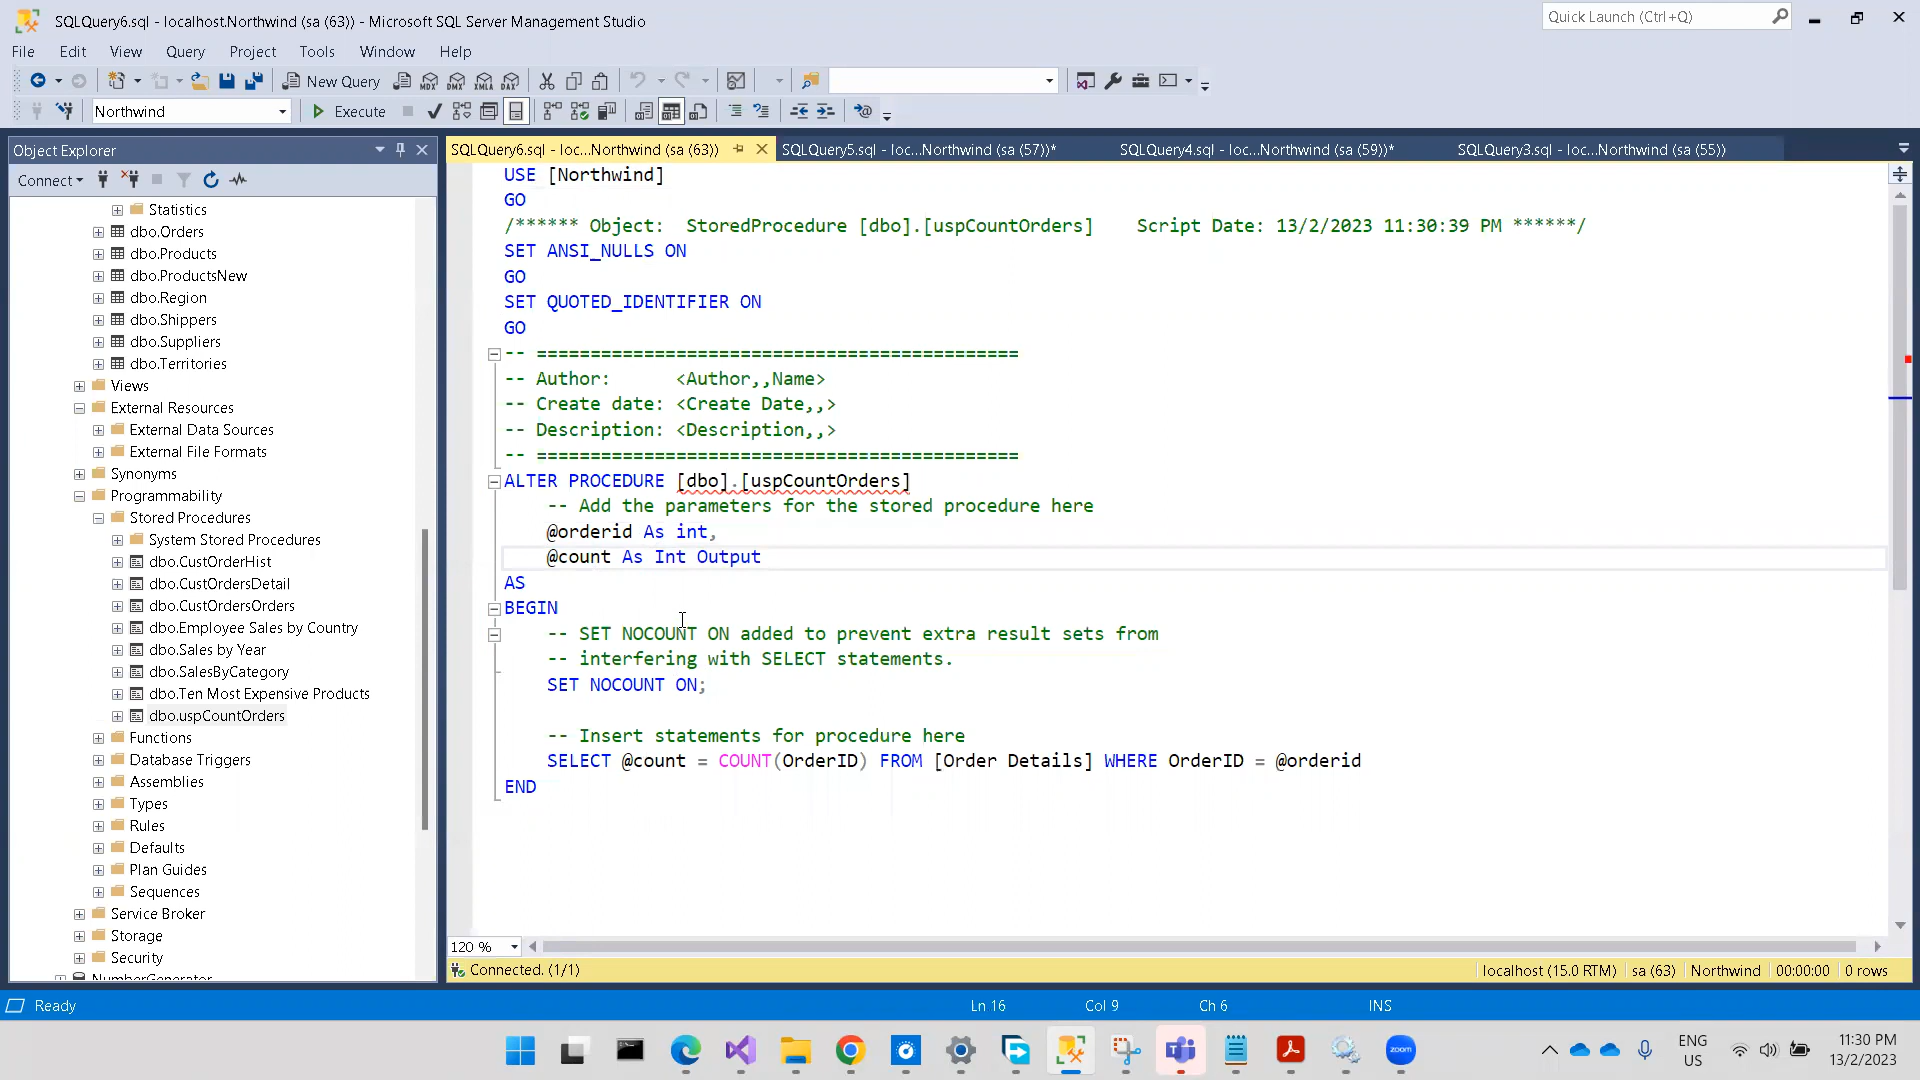 SQLQuery6.sql - localhost.Northwind (sa (63)) - Microsoft SQL Server Management Studio
Quick Launch (Ctrl+Q)
File Edit View Query Project Tools Window Help
New Query
MDX DMX XMLA DAX
Northwind
Execute
Object Explorer
SQLQuery6.sql - loc...Northwind (sa (63))
SQLQuery5.sql - loc...Northwind (sa (57))*
SQLQuery4.sql - loc...Northwind (sa (59))*
SQLQuery3.sql - loc...Northwind (sa (55))
Connect
Statistics
dbo.Orders
dbo.Products
dbo.ProductsNew
dbo.Region
dbo.Shippers
dbo.Suppliers
dbo.Territories
Views
External Resources
External Data Sources
External File Formats
Synonyms
Programmability
Stored Procedures
System Stored Procedures
dbo.CustOrderHist
dbo.CustOrdersDetail
dbo.CustOrdersOrders
dbo.Employee Sales by Country
dbo.Sales by Year
dbo.SalesByCategory
dbo.Ten Most Expensive Products
dbo.uspCountOrders
Functions
Database Triggers
Assemblies
Types
Rules
Defaults
Plan Guides
Sequences
Service Broker
Storage
Security
NumberGenerator
USE [Northwind]
GO
/****** Object:  StoredProcedure [dbo].[uspCountOrders]    Script Date: 13/2/2023 11:30:39 PM ******/
SET ANSI_NULLS ON
GO
SET QUOTED_IDENTIFIER ON
GO
-- =============================================
-- Author:      <Author,,Name>
-- Create date: <Create Date,,>
-- Description: <Description,,>
-- =============================================
ALTER PROCEDURE [dbo].[uspCountOrders]
-- Add the parameters for the stored procedure here
@orderid As int,
@count As Int Output
AS
BEGIN
-- SET NOCOUNT ON added to prevent extra result sets from
-- interfering with SELECT statements.
SET NOCOUNT ON;
-- Insert statements for procedure here
SELECT @count = COUNT(OrderID) FROM [Order Details] WHERE OrderID = @orderid
END
120 %
Connected. (1/1)
localhost (15.0 RTM) sa (63) Northwind 00:00:00 0 rows
Ready
Ln 16 Col 9 Ch 6 INS
zoom
ENG
US
11:30 PM
13/2/2023